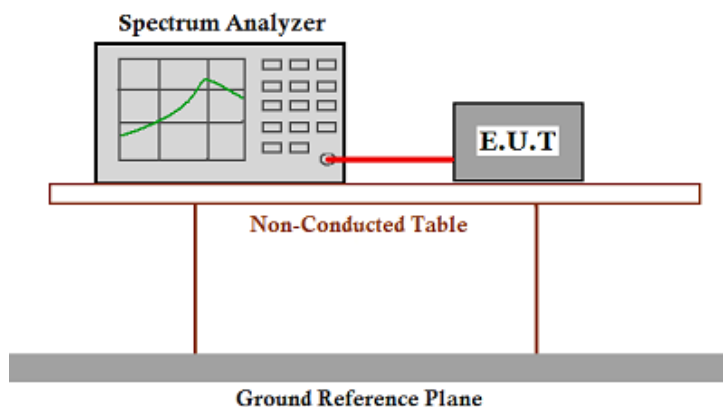 Spectrum Analyzer
E.U.T
Non-Conducted Table
Ground Reference Plane